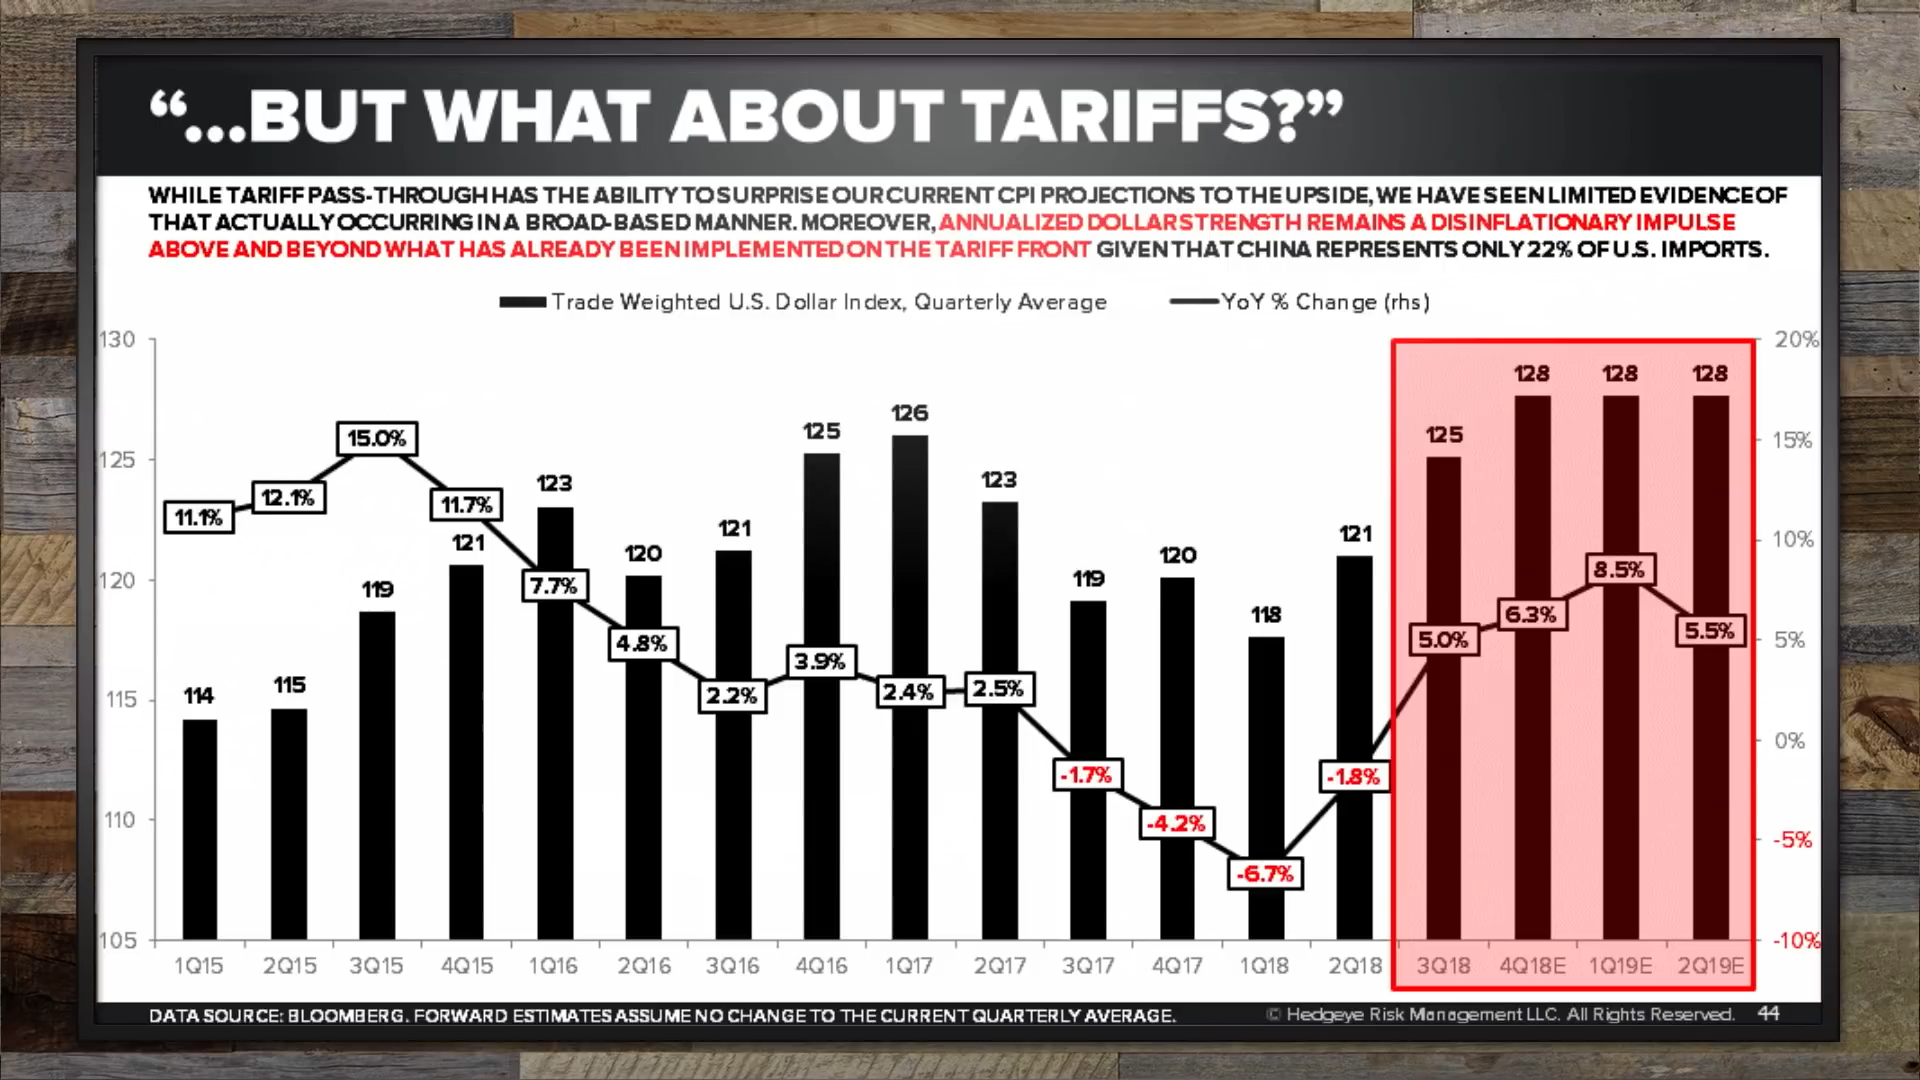 “...BUT WHAT ABOUT TARIFFS?”
WHILE TARIFF PASS-THROUGH HAS THE ABILITY TO SURPRISE OUR CURRENT CPI PROJECTIONS TO THE UPSIDE, WE HAVE SEEN LIMITED EVIDENCE OF
THAT ACTUALLY OCCURRING IN A BROAD-BASED MANNER. MOREOVER, ANNUALIZED DOLLAR STRENGTH REMAINS A DISINFLATIONARY IMPULSE
ABOVE AND BEYOND WHAT HAS ALREADY BEEN IMPLEMENTED ON THE TARIFF FRONT GIVEN THAT CHINA REPRESENTS ONLY 22% OF U.S. IMPORTS.
Trade Weighted U.S. Dollar Index, Quarterly Average YoY % Change (rhs)
130 20%
128 128 128
126
125 125
15.0%
125 15%
123 123
12.1%
11.7%
11.1%
121 121 121
10%
120 120
8.5%
120
7.7%
119 119
118
6.3%
5.5%
5.0% 5%
4.8%
3.9%
114 115
2.2% 2.4% 2.5%
115
0%
-1.7% -1.8%
110 -4.2% -5%
-6.7%
105 -10%
1Q15 2Q15 3Q15 4Q15 1Q16 2Q16 3Q16 4Q16 1Q17 2Q17 3Q17 4Q17 1Q18 2Q18 3Q18 4Q18E 1Q19E 2Q19E
DATA SOURCE: BLOOMBERG. FORWARD ESTIMATES ASSUME NO CHANGE TO THE CURRENT QUARTERLY AVERAGE. © Hedgeye Risk Management LLC. All Rights Reserved. 44